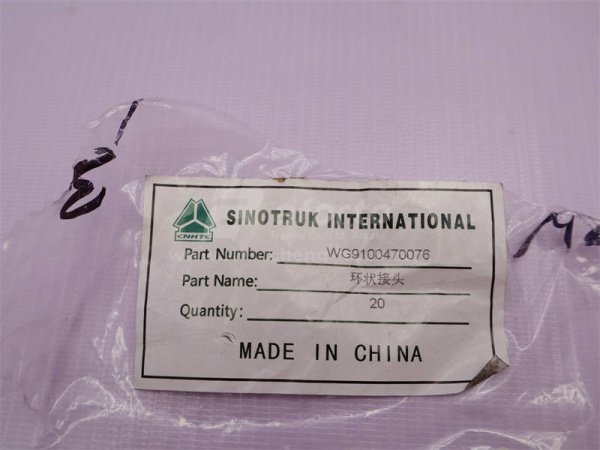 SINOTRUK INTERNATIONAL
CNHTC
Part Number: WG9100470076
Part Name: 环状接头
Quantity: 20
MADE IN CHINA